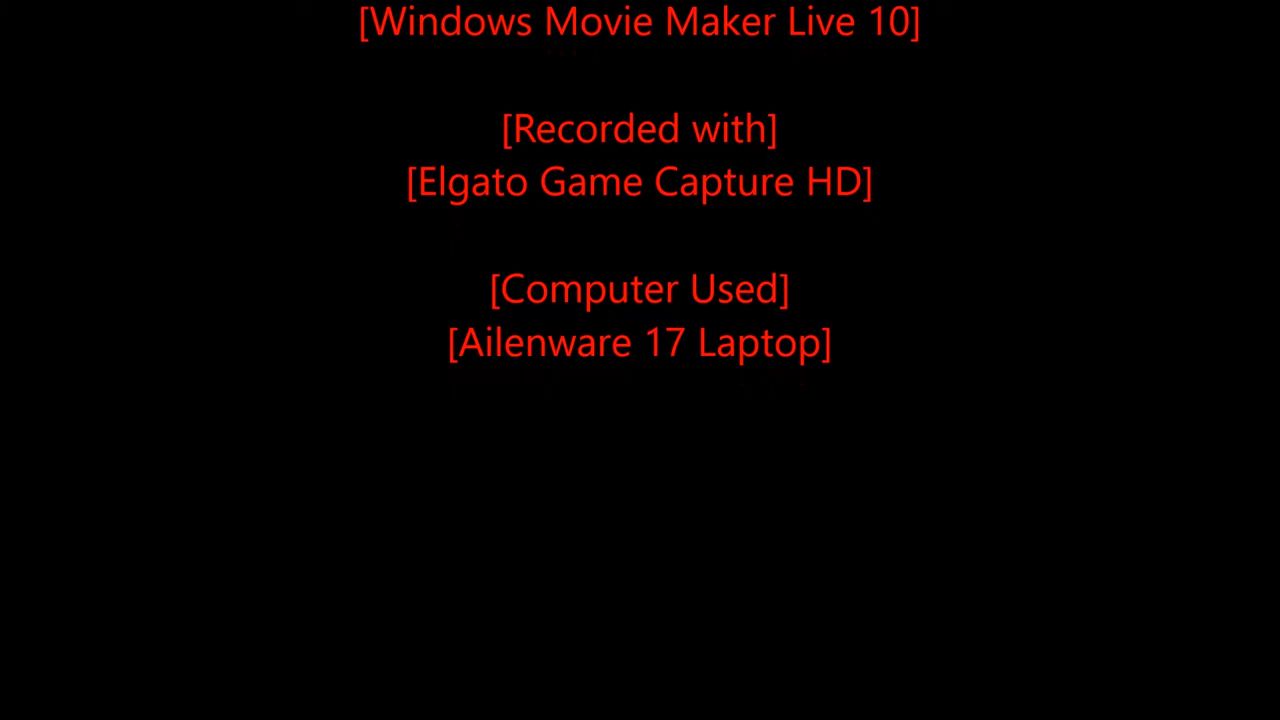 [Windows Movie Maker Live 10]
[Recorded with]
[Elgato Game Capture HD]
[Computer Used]
[Ailenware 17 Laptop]